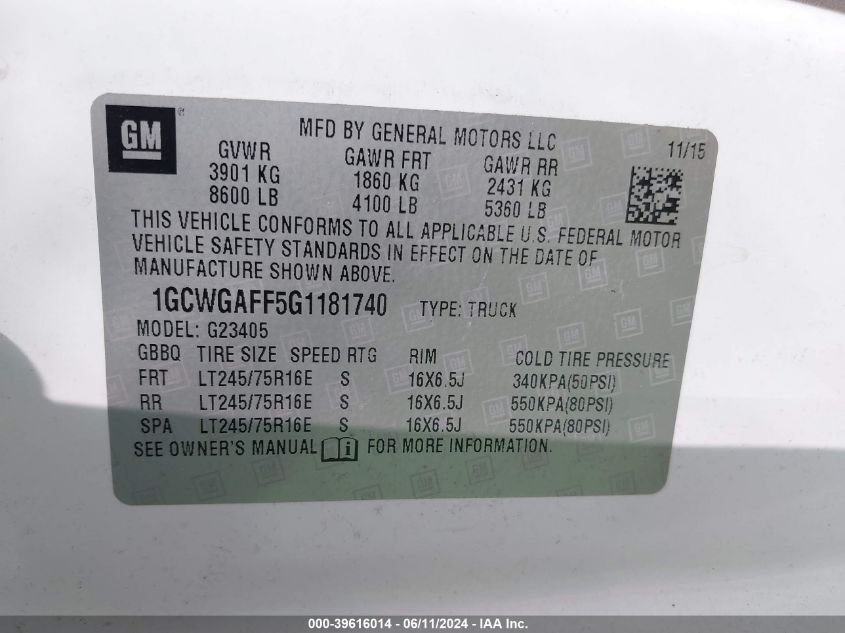 GM®
MFD BY GENERAL MOTORS LLC 11/15
GVWR GAWR FRT GAWR RR
3901 KG 1860 KG 2431 KG
8600 LB 4100 LB 5360 LB
THIS VEHICLE CONFORMS TO ALL APPLICABLE U.S. FEDERAL MOTOR
VEHICLE SAFETY STANDARDS IN EFFECT ON THE DATE OF
MANUFACTURE SHOWN ABOVE.
1GCWGAFF5G1181740 TYPE: TRUCK
MODEL: G23405
GBBQ TIRE SIZE SPEED RTG RIM COLD TIRE PRESSURE
FRT LT245/75R16E S 16X6.5J 340KPA(50PSI)
RR LT245/75R16E S 16X6.5J 550KPA(80PSI)
SPA LT245/75R16E S 16X6.5J 550KPA(80PSI)
SEE OWNER'S MANUAL i FOR MORE INFORMATION.
000-39616014 - 06/11/2024 - IAA Inc.